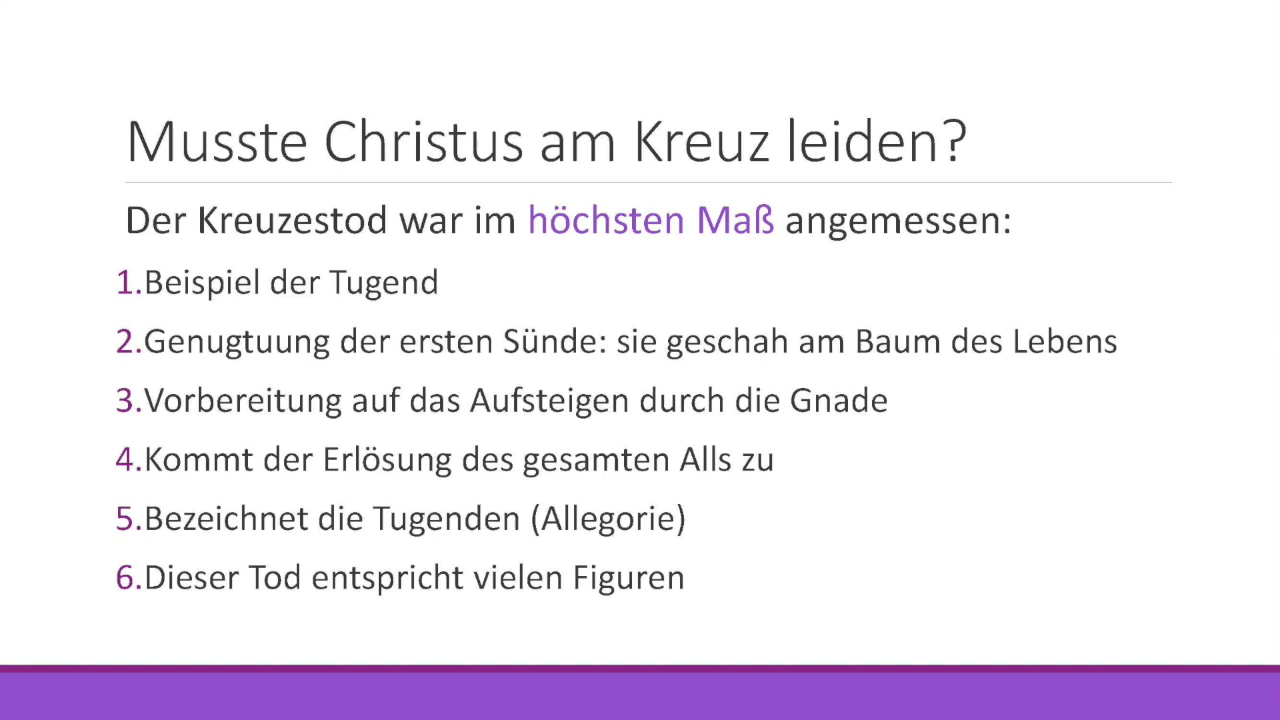 Musste Christus am Kreuz leiden?
Der Kreuzestod war im höchsten Maß angemessen:
1.Beispiel der Tugend
2.Genugtuung der ersten Sünde: sie geschah am Baum des Lebens
3.Vorbereitung auf das Aufsteigen durch die Gnade
4.Kommt der Erlösung des gesamten Alls zu
5.Bezeichnet die Tugenden (Allegorie)
6.Dieser Tod entspricht vielen Figuren